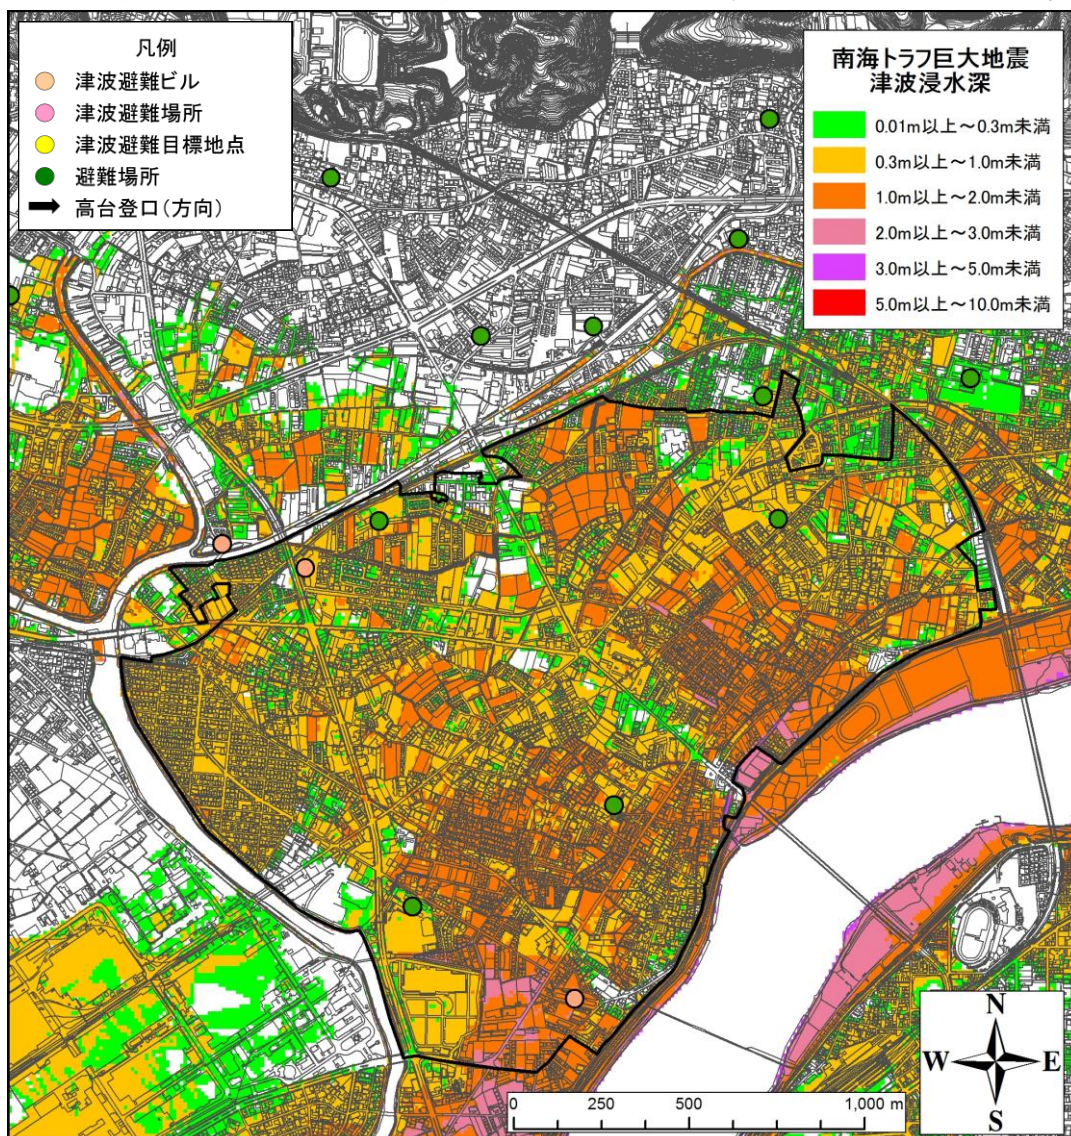 凡例
津波避難ビル
津波避難場所
津波避難目標地点
避難場所
高台登口(方向)
南海トラフ巨大地震
津波浸水深
0.01m以上～0.3m未満
0.3m以上～1.0m未満
1.0m以上～2.0m未満
2.0m以上～3.0m未満
3.0m以上～5.0m未満
5.0m以上～10.0m未満
N
W E
S
0 250 500 1,000 m